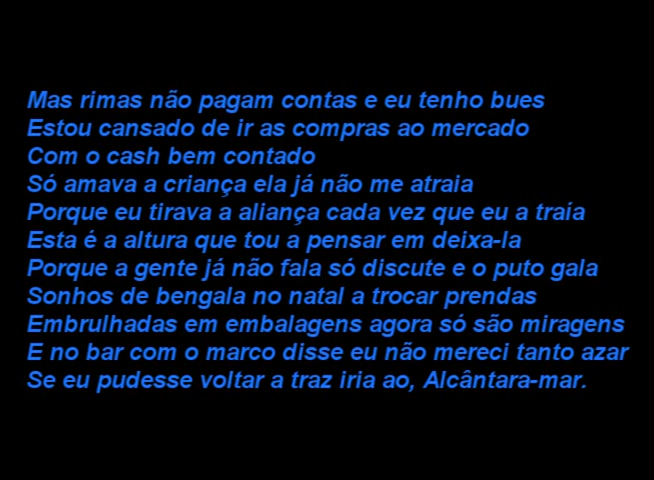 Mas rimas não pagam contas e eu tenho bues
Estou cansado de ir as compras ao mercado
Com o cash bem contado
Só amava a criança ela já não me atraia
Porque eu tirava a aliança cada vez que eu a traía
Esta é a altura que tou a pensar em deixa-la
Porque a gente já não fala só discute e o puto gala
Sonhos de bengala no natal a trocar prendas
Embrulhadas em embalagens agora só são miragens
E no bar com o marco disse eu não mereci tanto azar
Se eu pudesse voltar a traz iria ao, Alcântara-mar.